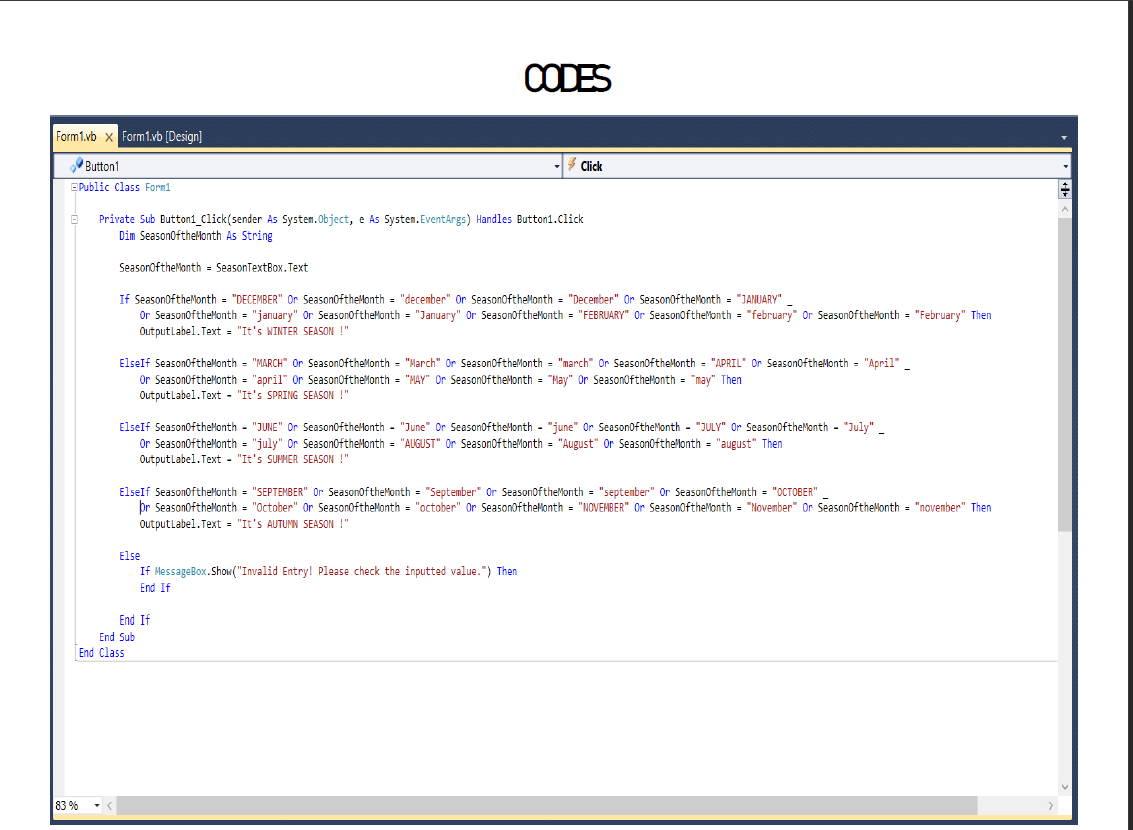 CODES
Form1.vb X Form1.vb [Design]
Button1 Click
Public Class Form1
Private Sub Button1_Click(sender As System.Object, e As System.EventArgs) Handles Button1.Click
Dim SeasonOftheMonth As String
SeasonOftheMonth = SeasonTextBox.Text
If SeasonOftheMonth = "DECEMBER" Or SeasonOftheMonth = "december" Or SeasonOftheMonth = "December" Or SeasonOftheMonth = "JANUARY" _
Or SeasonOftheMonth = "january" Or SeasonOftheMonth = "January" Or SeasonOftheMonth = "FEBRUARY" Or SeasonOftheMonth = "february" Or SeasonOftheMonth = "February" Then
OutputLabel.Text = "It's WINTER SEASON !"
ElseIf SeasonOftheMonth = "MARCH" Or SeasonOftheMonth = "March" Or SeasonOftheMonth = "march" Or SeasonOftheMonth = "APRIL" Or SeasonOftheMonth = "April" _
Or SeasonOftheMonth = "april" Or SeasonOftheMonth = "MAY" Or SeasonOftheMonth = "May" Or SeasonOftheMonth = "may" Then
OutputLabel.Text = "It's SPRING SEASON !"
ElseIf SeasonOftheMonth = "JUNE" Or SeasonOftheMonth = "June" Or SeasonOftheMonth = "june" Or SeasonOftheMonth = "JULY" Or SeasonOftheMonth = "July" _
Or SeasonOftheMonth = "july" Or SeasonOftheMonth = "AUGUST" Or SeasonOftheMonth = "August" Or SeasonOftheMonth = "august" Then
OutputLabel.Text = "It's SUMMER SEASON !"
ElseIf SeasonOftheMonth = "SEPTEMBER" Or SeasonOftheMonth = "September" Or SeasonOftheMonth = "september" Or SeasonOftheMonth = "OCTOBER" _
Or SeasonOftheMonth = "October" Or SeasonOftheMonth = "october" Or SeasonOftheMonth = "NOVEMBER" Or SeasonOftheMonth = "November" Or SeasonOftheMonth = "november" Then
OutputLabel.Text = "It's AUTUMN SEASON !"
Else
If MessageBox.Show("Invalid Entry! Please check the inputted value.") Then
End If
End If
End Sub
End Class
83 %